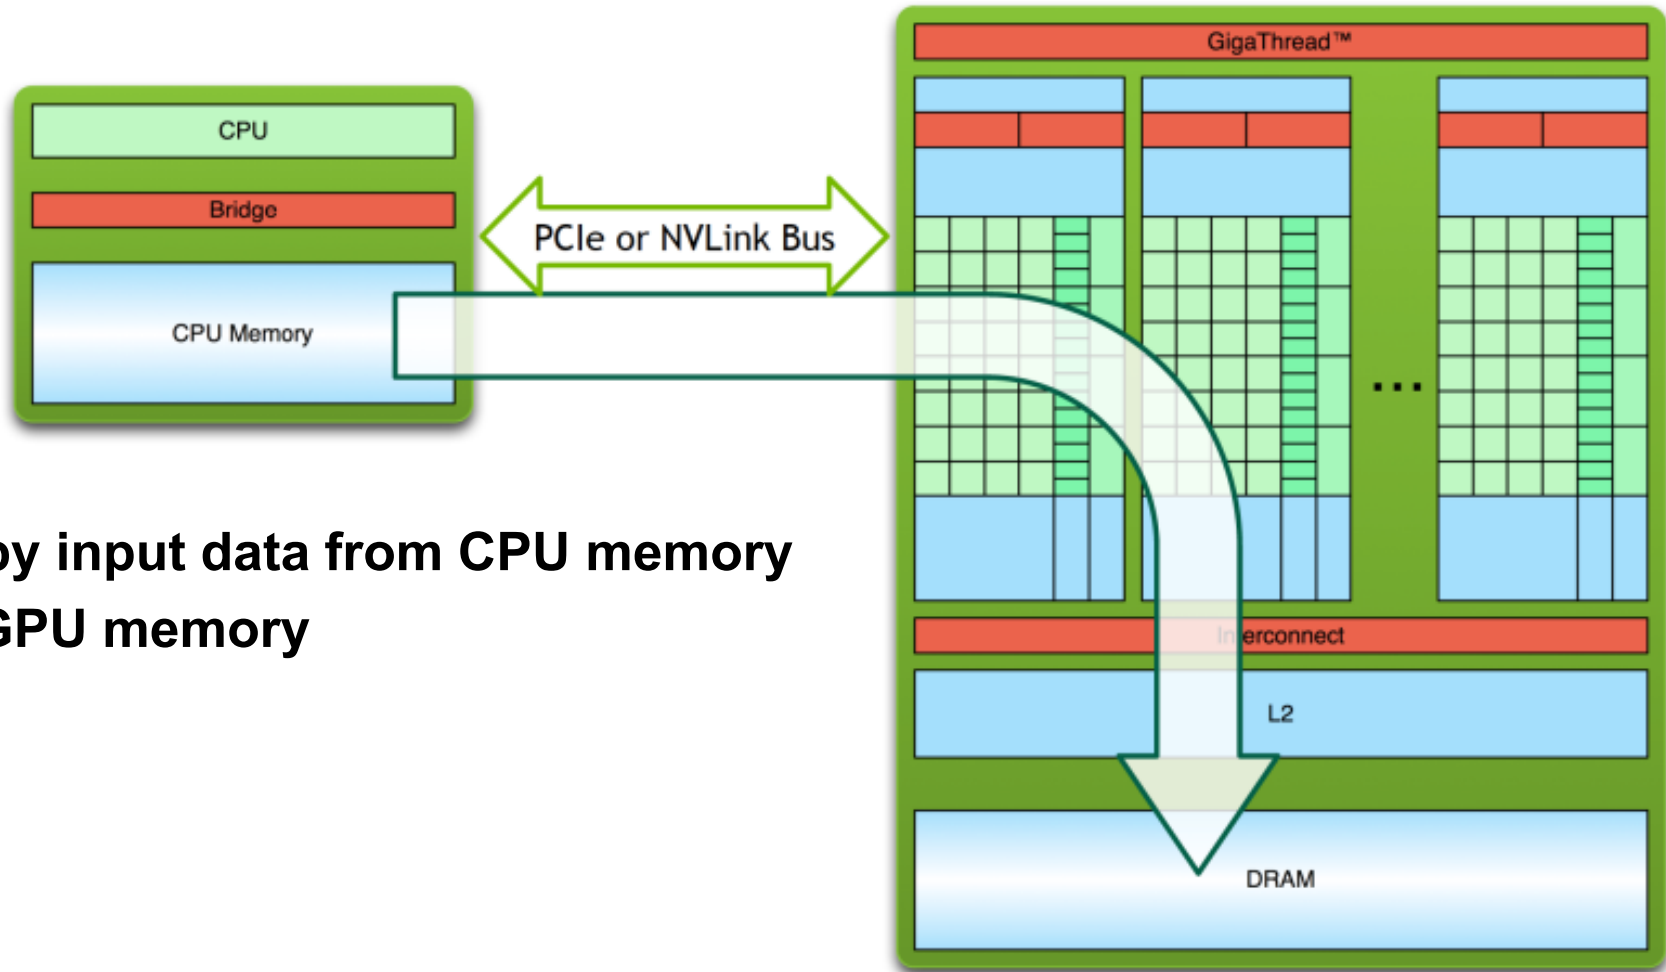 GigaThread™
CPU
Bridge
PCIe or NVLink Bus
CPU Memory
...
py input data from CPU memory
GPU memory
Interconnect
L2
DRAM